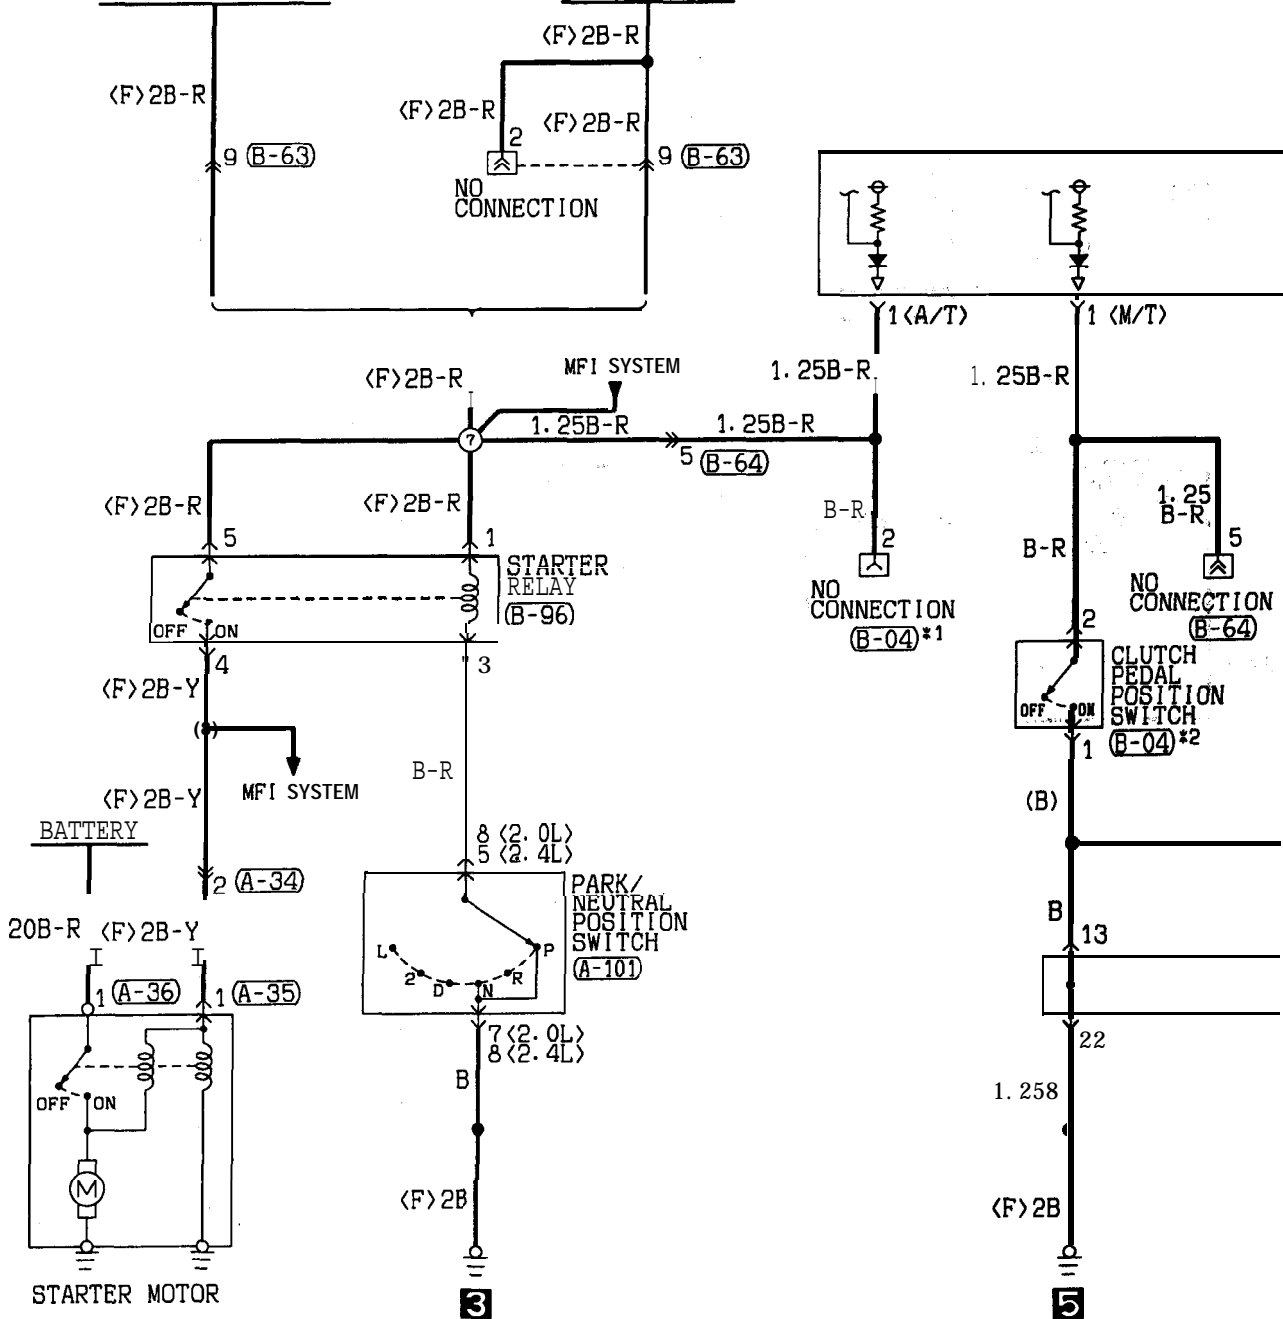 <F>2B-R
<F>2B-R
<F>2B-R
<F>2B-R
2
9 (B-63)
9 (B-63)
NO
CONNECTION
1<A/T>
1 <M/T>
MFI SYSTEM
<F>2B-R
1.25B-R
1.25B-R
1.25B-R
1.25B-R
7
5 (B-64)
<F>2B-R
<F>2B-R
B-R
1.25
B-R
5
1
2
B-R
5
STARTER
RELAY
(B-96)
OFF ON
NO
CONNECTION
(B-04)*1
NO
CONNECTION
(B-64)
2
4
3
CLUTCH
PEDAL
POSITION
SWITCH
(B-04)*2
OFF ON
1
<F>2B-Y
B-R
MFI SYSTEM
<F>2B-Y
(B)
BATTERY
8<2.0L>
5<2.4L>
2 (A-34)
PARK/
NEUTRAL
POSITION
SWITCH
(A-101)
L
2
D
N
R
P
20B-R
<F>2B-Y
B
13
1 (A-36)
1 (A-35)
7<2.0L>
8<2.4L>
22
OFF ON
B
1.258
M
<F>2B
<F>2B
STARTER MOTOR
3
5